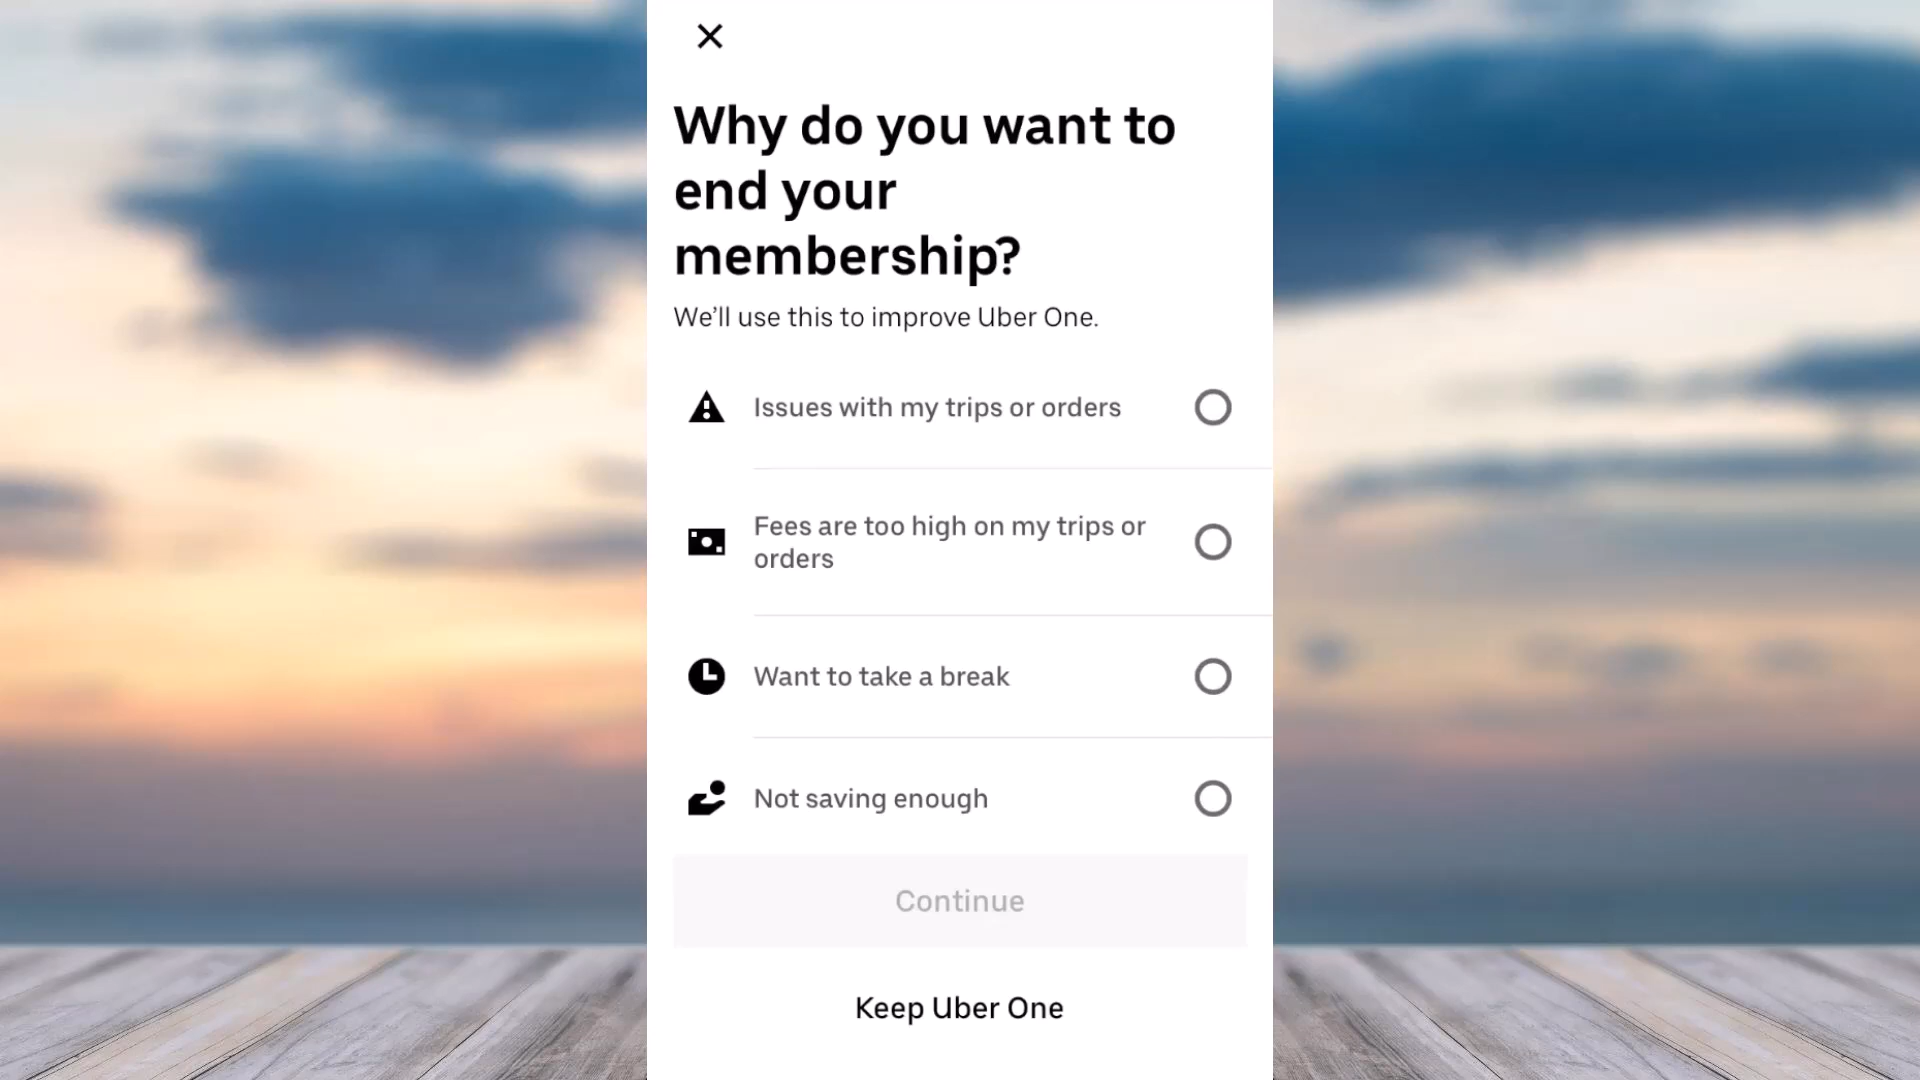 Why do you want to
end your
membership?
We’ll use this to improve Uber One.
Issues with my trips or orders
Fees are too high on my trips or
orders
Want to take a break
Not saving enough
Continue
Keep Uber One